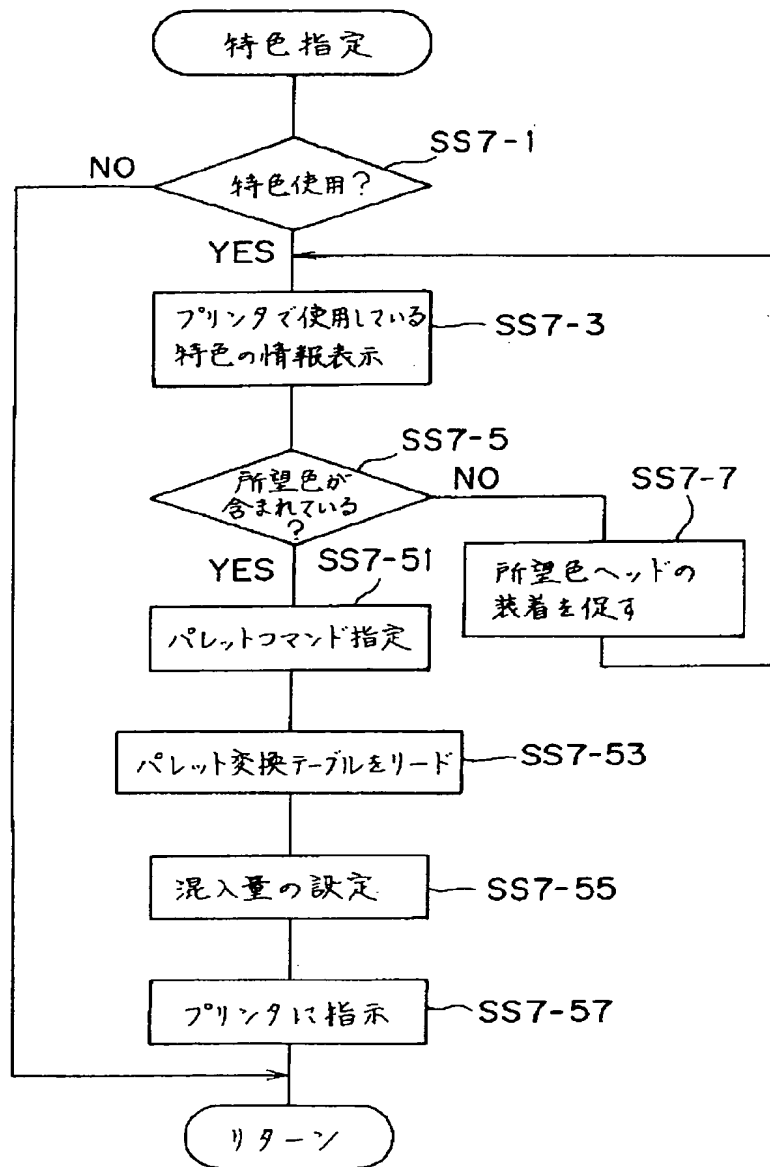 特色指定
SS7-1
NO
特色使用?
YES
プリンタで使用している
特色の情報表示
SS7-3
SS7-5
所望色が
含まれている
?
NO
SS7-7
YES
SS7-51
所望色ヘッドの
装着を促す
パレットコマンド指定
パレット変換テーブルをリード
SS7-53
混入量の設定
SS7-55
プリンタに指示
SS7-57
リターン